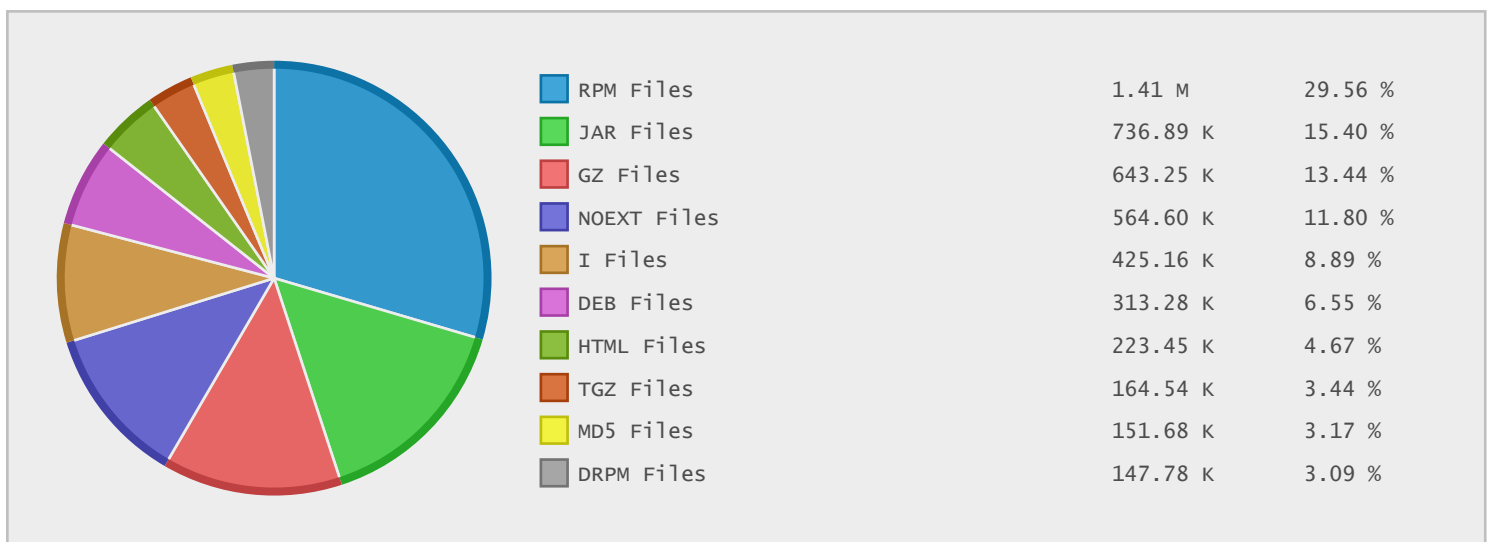 RPM Files 1.41 M 29.56 %
JAR Files 736.89 K 15.40 %
GZ Files 643.25 K 13.44 %
NOEXT Files 564.60 K 11.80 %
I Files 425.16 K 8.89 %
DEB Files 313.28 K 6.55 %
HTML Files 223.45 K 4.67 %
TGZ Files 164.54 K 3.44 %
MD5 Files 151.68 K 3.17 %
DRPM Files 147.78 K 3.09 %